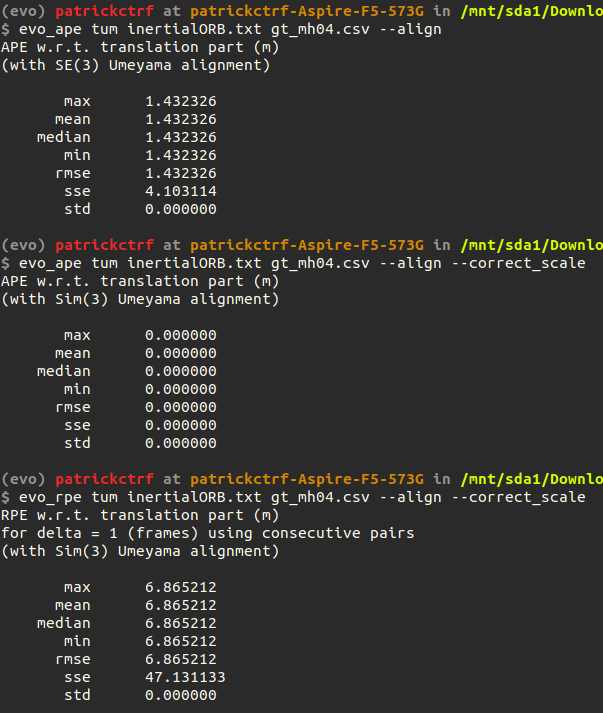 (evo) patrickctrf at patrickctrf-Aspire-F5-573G in /mnt/sda1/Downlo
$ evo_ape tum inertialORB.txt gt_mh04.csv --align
APE w.r.t. translation part (m)
(with SE(3) Umeyama alignment)
max 1.432326
mean 1.432326
median 1.432326
min 1.432326
rmse 1.432326
sse 4.103114
std 0.000000
(evo) patrickctrf at patrickctrf-Aspire-F5-573G in /mnt/sda1/Downlo
$ evo_ape tum inertialORB.txt gt_mh04.csv --align --correct_scale
APE w.r.t. translation part (m)
(with Sim(3) Umeyama alignment)
max 0.000000
mean 0.000000
median 0.000000
min 0.000000
rmse 0.000000
sse 0.000000
std 0.000000
(evo) patrickctrf at patrickctrf-Aspire-F5-573G in /mnt/sda1/Downlo
$ evo_rpe tum inertialORB.txt gt_mh04.csv --align --correct_scale
RPE w.r.t. translation part (m)
for delta = 1 (frames) using consecutive pairs
(with Sim(3) Umeyama alignment)
max 6.865212
mean 6.865212
median 6.865212
min 6.865212
rmse 6.865212
sse 47.131133
std 0.000000